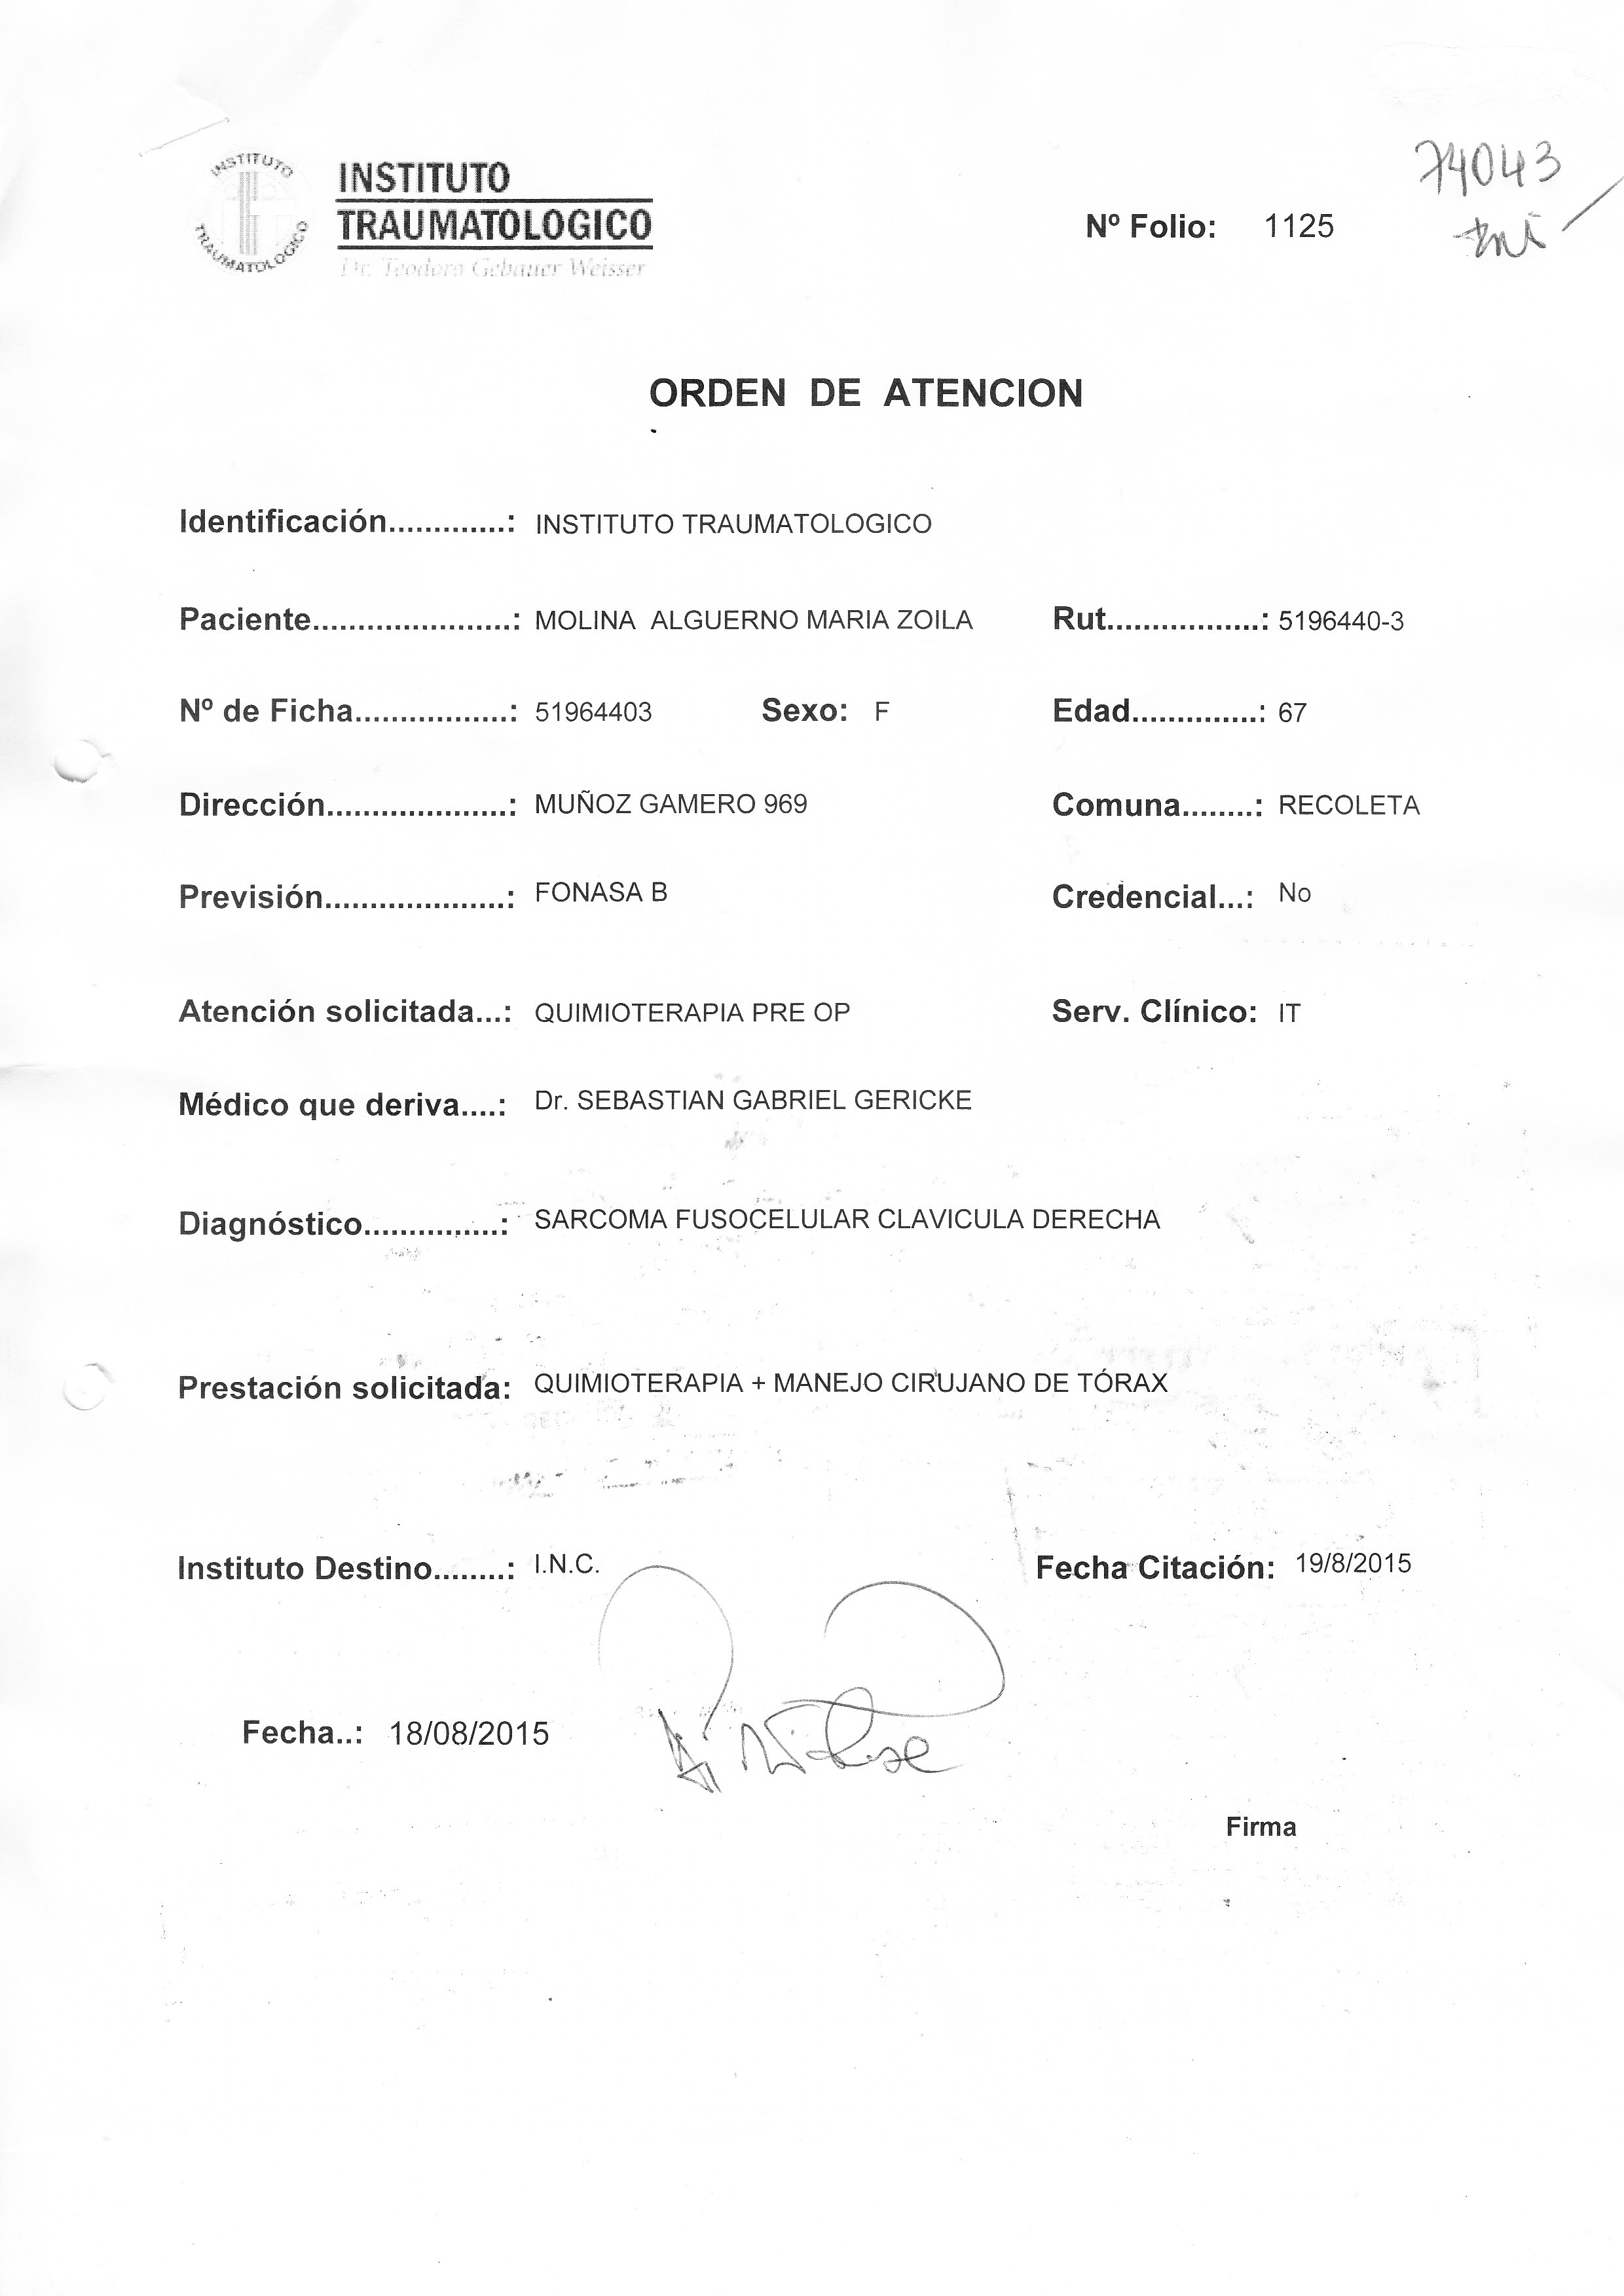 INSTITUTO TRAUMATOLOGICO
INSTITUTO
TRAUMATOLOGICO
Dr. Teodoro Gebauer Weisser
74043
Nº Folio: 1125
ORDEN DE ATENCION
Identificación.............: INSTITUTO TRAUMATOLOGICO
Paciente......................: MOLINA ALGUERNO MARIA ZOILA Rut.................: 5196440-3
Nº de Ficha.................: 51964403 Sexo: F Edad..............: 67
Dirección....................: MUÑOZ GAMERO 969 Comuna........: RECOLETA
Previsión....................: FONASA B Credencial...: No
Atención solicitada...: QUIMIOTERAPIA PRE OP Serv. Clínico: IT
Médico que deriva....: Dr. SEBASTIAN GABRIEL GERICKE
Diagnóstico...............: SARCOMA FUSOCELULAR CLAVICULA DERECHA
Prestación solicitada: QUIMIOTERAPIA + MANEJO CIRUJANO DE TÓRAX
Instituto Destino........: I.N.C. Fecha Citación: 19/8/2015
Fecha..: 18/08/2015
Firma